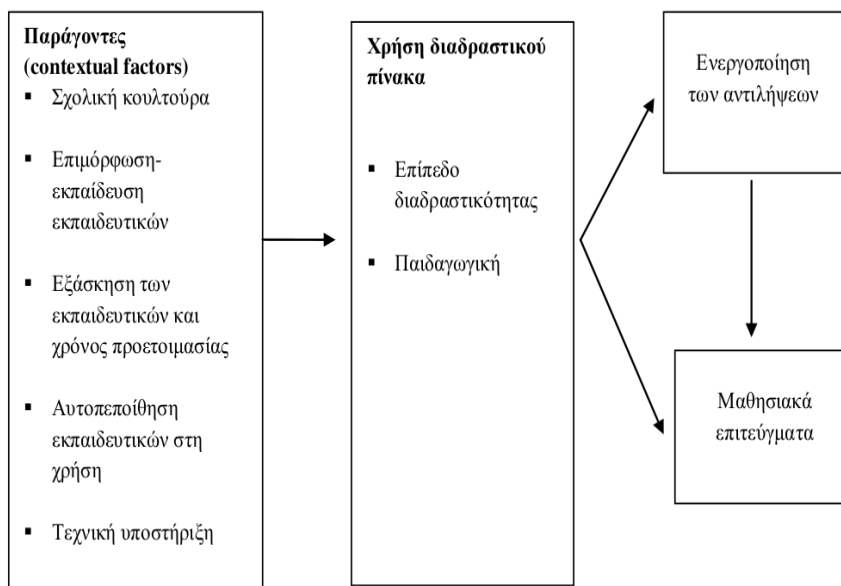 Παράγοντες
(contextual factors)
▪ Σχολική κουλτούρα
▪ Επιμόρφωση-
εκπαίδευση
εκπαιδευτικών
▪ Εξάσκηση των
εκπαιδευτικών και
χρόνος προετοιμασίας
▪ Αυτοπεποίθηση
εκπαιδευτικών στη
χρήση
▪ Τεχνική υποστήριξη
Χρήση διαδραστικού
πίνακα
▪ Επίπεδο
διαδραστικότητας
▪ Παιδαγωγική
Ενεργοποίηση
των αντιλήψεων
Μαθησιακά
επιτεύγματα